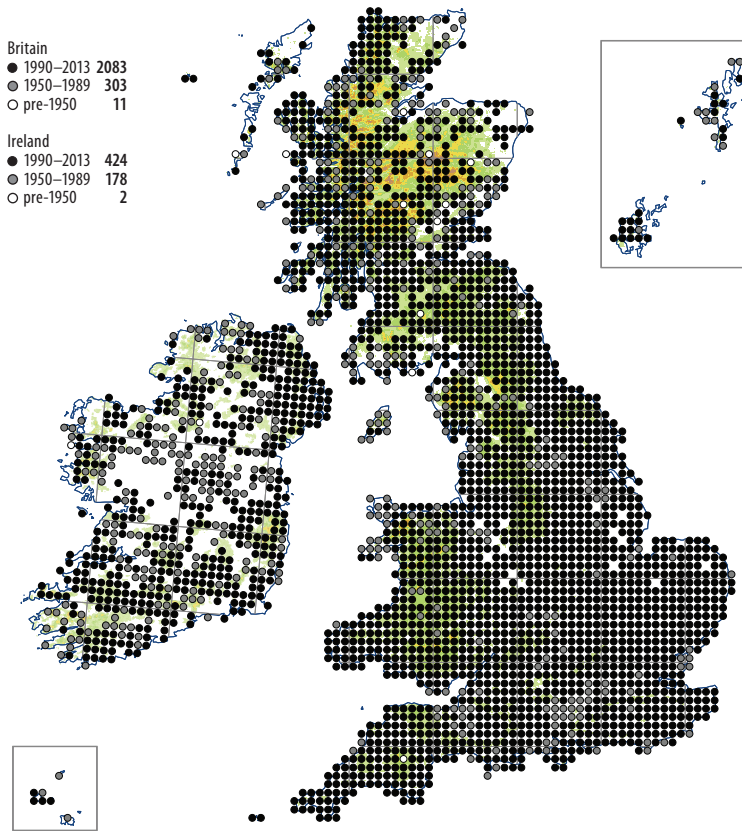 Britain
1990–2013 2083
1950–1989 303
pre-1950 11
Ireland
1990–2013 424
1950–1989 178
pre-1950 2